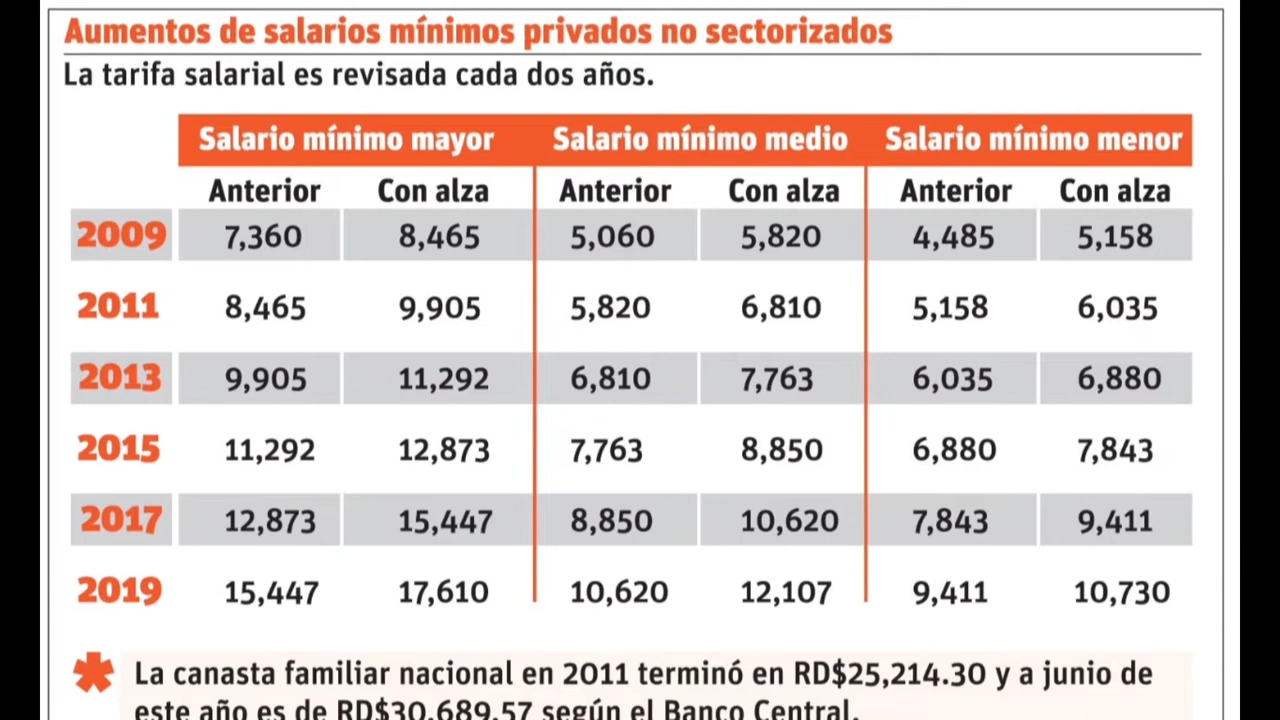 Aumentos de salarios mínimos privados no sectorizados
La tarifa salarial es revisada cada dos años.
Salario mínimo mayor Salario mínimo medio Salario mínimo menor
Anterior Con alza Anterior Con alza Anterior Con alza
2009 7,360 8,465 5,060 5,820 4,485 5,158
2011 8,465 9,905 5,820 6,810 5,158 6,035
2013 9,905 11,292 6,810 7,763 6,035 6,880
2015 11,292 12,873 7,763 8,850 6,880 7,843
2017 12,873 15,447 8,850 10,620 7,843 9,411
2019 15,447 17,610 10,620 12,107 9,411 10,730
* La canasta familiar nacional en 2011 terminó en RD$25,214.30 y a junio de
este año es de RD$30,689.57 según el Banco Central.